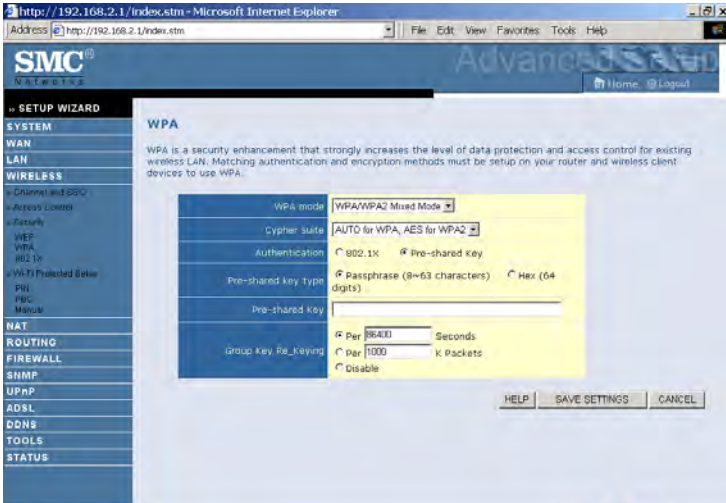 http://192.168.2.1/index.stm - Microsoft Internet Explorer
Address http://192.168.2.1/index.stm File Edit View Favorites Tools Help
SMC®
Networks
Advanced Setup
Home Logout
» SETUP WIZARD
SYSTEM
WAN
LAN
WIRELESS
» Channel and SSID
» Access Control
» Security
WEP
WPA
802.1X
» Wi-Fi Protected Setup
PIN
PBC
Manual
NAT
ROUTING
FIREWALL
SNMP
UPnP
ADSL
DDNS
TOOLS
STATUS
WPA
WPA is a security enhancement that strongly increases the level of data protection and access control for existing
wireless LAN. Matching authentication and encryption methods must be setup on your router and wireless client
devices to use WPA.
WPA mode WPA/WPA2 Mixed Mode
Cypher suite AUTO for WPA, AES for WPA2
Authentication 802.1X Pre-shared Key
Pre-shared key type Passphrase (8~63 characters) Hex (64
digits)
Pre-shared Key
Group Key Re_Keying Per 86400 Seconds
Per 1000 K Packets
Disable
HELP SAVE SETTINGS CANCEL